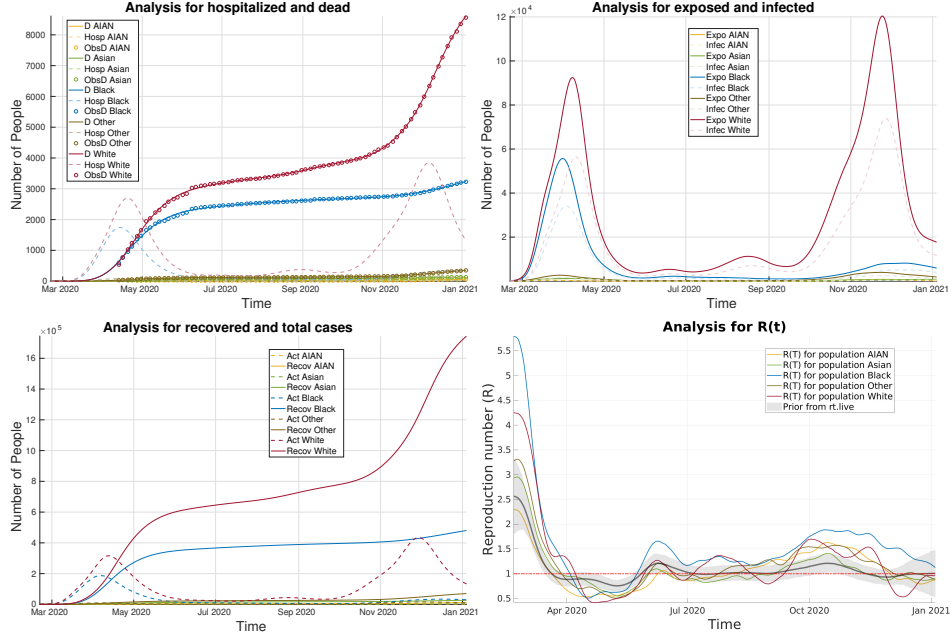 Analysis for hospitalized and dead
Number of People
8000
7000
6000
5000
4000
3000
2000
1000
0
D AIAN
Hosp AIAN
ObsD AIAN
D Asian
Hosp Asian
ObsD Asian
D Black
Hosp Black
ObsD Black
D Other
Hosp Other
ObsD Other
D White
Hosp White
ObsD White
Mar 2020 May 2020 Jul 2020 Sep 2020 Nov 2020 Jan 2021
Time
Analysis for exposed and infected
×10⁴
Number of People
12
10
8
6
4
2
Expo AIAN
Infec AIAN
Expo Asian
Infec Asian
Expo Black
Infec Black
Expo Other
Infec Other
Expo White
Infec White
Mar 2020 May 2020 Jul 2020 Sep 2020 Nov 2020 Jan 2021
Time
Analysis for recovered and total cases
×10⁵
Number of People
16
14
12
10
8
6
4
2
0
Act AIAN
Recov AIAN
Act Asian
Recov Asian
Act Black
Recov Black
Act Other
Recov Other
Act White
Recov White
Mar 2020 May 2020 Jul 2020 Sep 2020 Nov 2020 Jan 2021
Time
Analysis for R(t)
Reproduction number (R)
5.5
5
4.5
4
3.5
3
2.5
2
1.5
1
0.5
R(T) for population AIAN
R(T) for population Asian
R(T) for population Black
R(T) for population Other
R(T) for population White
Prior from rt.live
Apr 2020 Jul 2020 Oct 2020 Jan 2021
Time